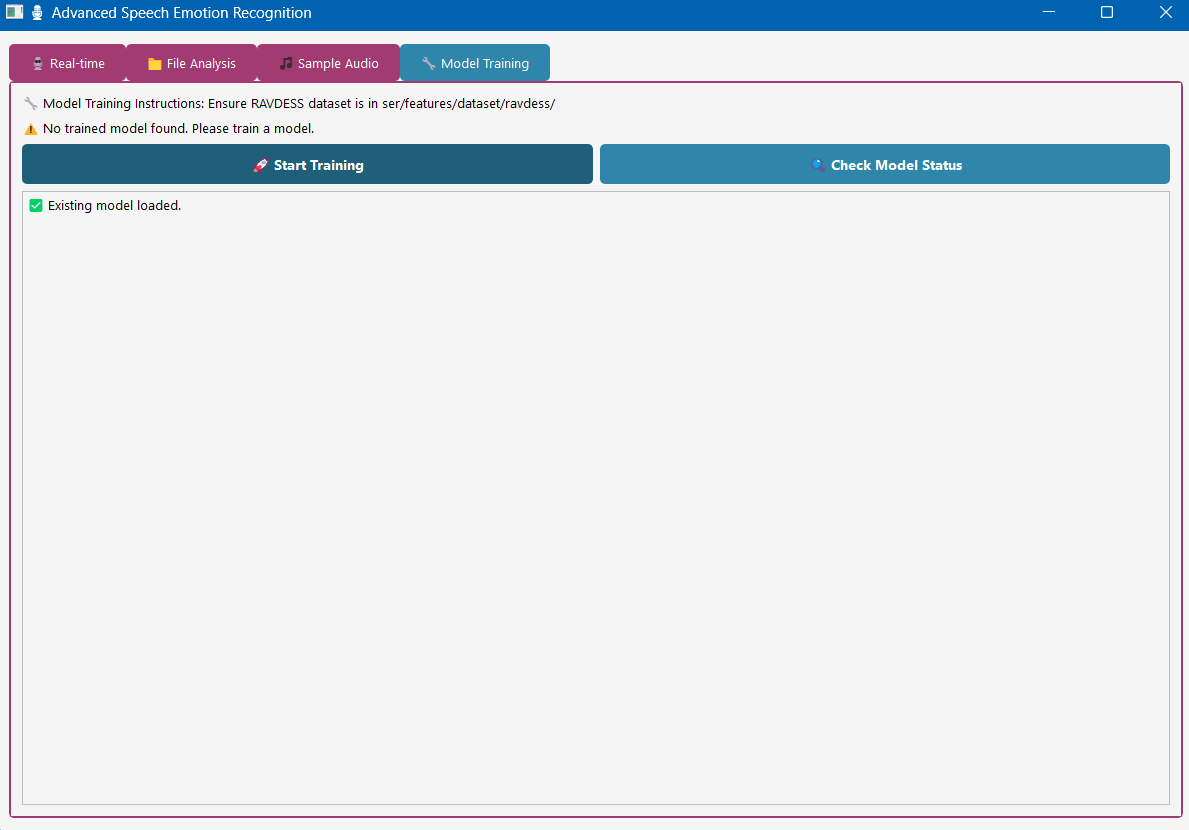 Advanced Speech Emotion Recognition
Real-time File Analysis Sample Audio Model Training
Model Training Instructions: Ensure RAVDESS dataset is in ser/features/dataset/ravdess/
No trained model found. Please train a model.
Start Training Check Model Status
Existing model loaded.